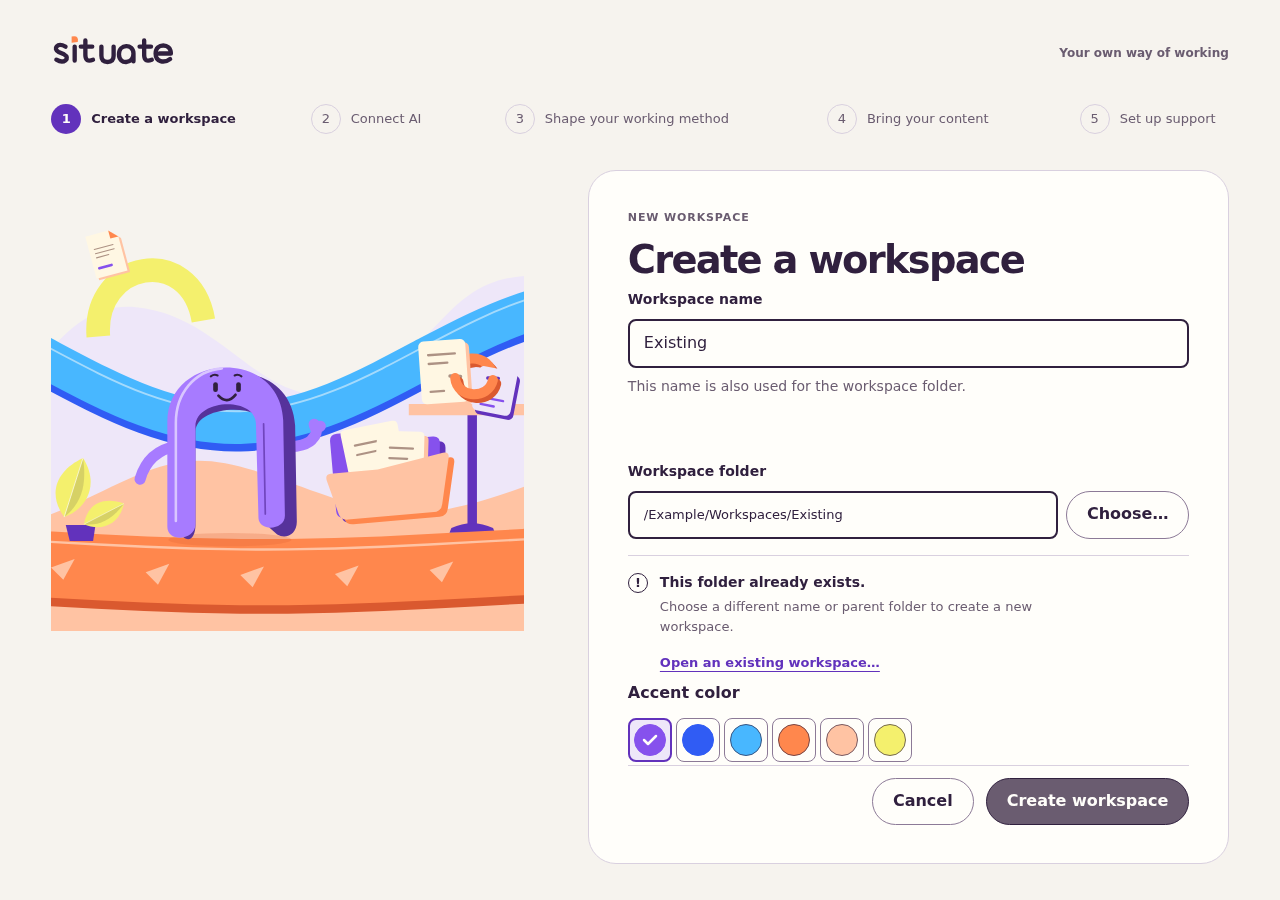 situate
Your own way of working
1 Create a workspace
2 Connect AI
3 Shape your working method
4 Bring your content
5 Set up support
NEW WORKSPACE
Create a workspace
Workspace name
Existing
This name is also used for the workspace folder.
Workspace folder
/Example/Workspaces/Existing
Choose…
! This folder already exists.
Choose a different name or parent folder to create a new
workspace.
Open an existing workspace…
Accent color
Cancel
Create workspace